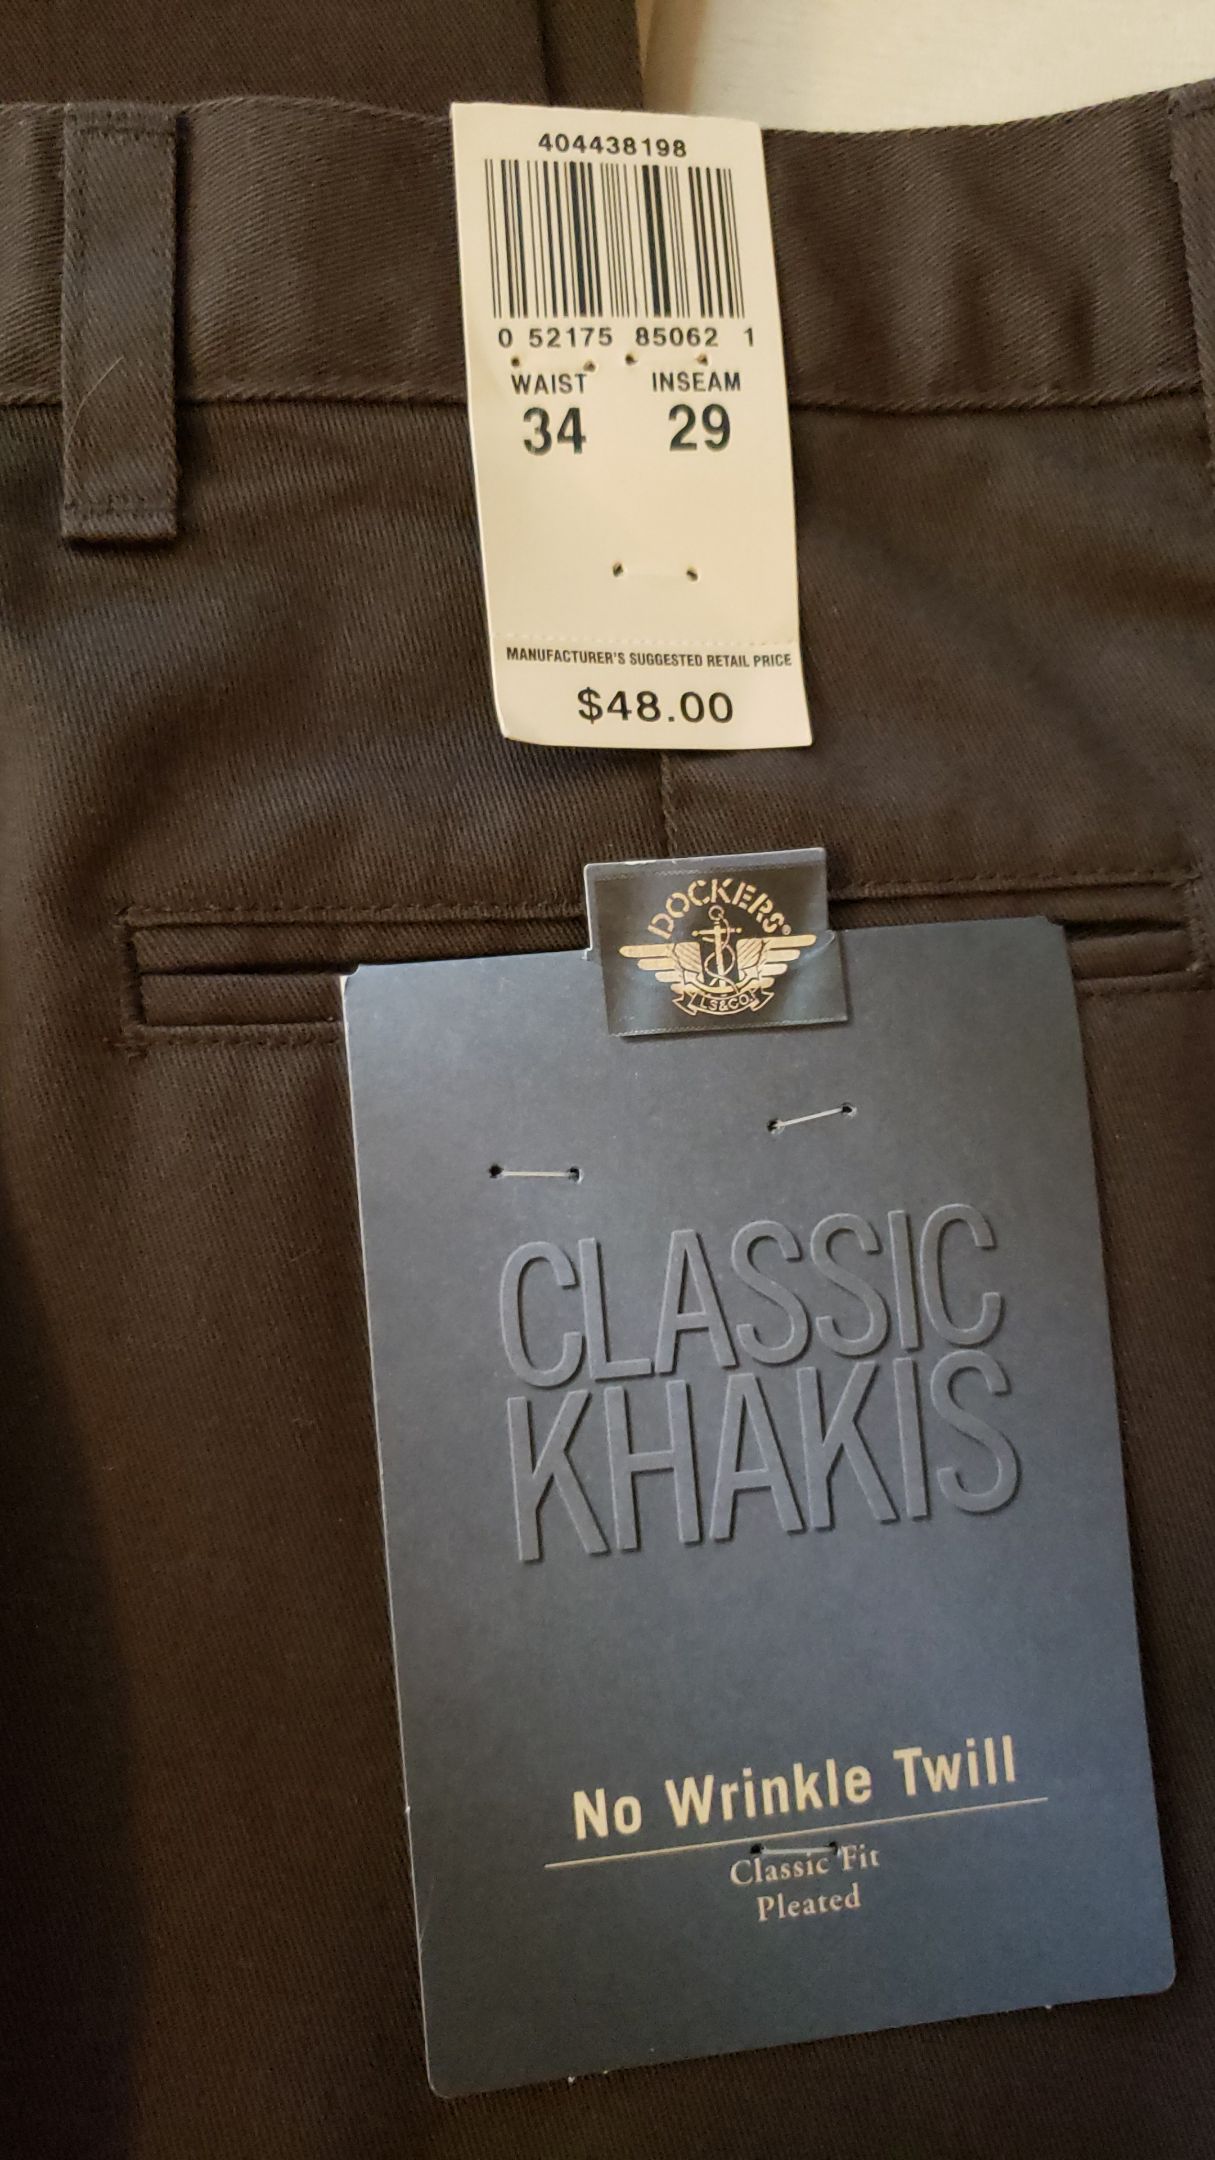 404438198
0 52175 85062 1
WAIST INSEAM
34 29
MANUFACTURER'S SUGGESTED RETAIL PRICE
$48.00
DOCKERS®
LS&CO.
CLASSIC
KHAKIS
No Wrinkle Twill
Classic Fit
Pleated